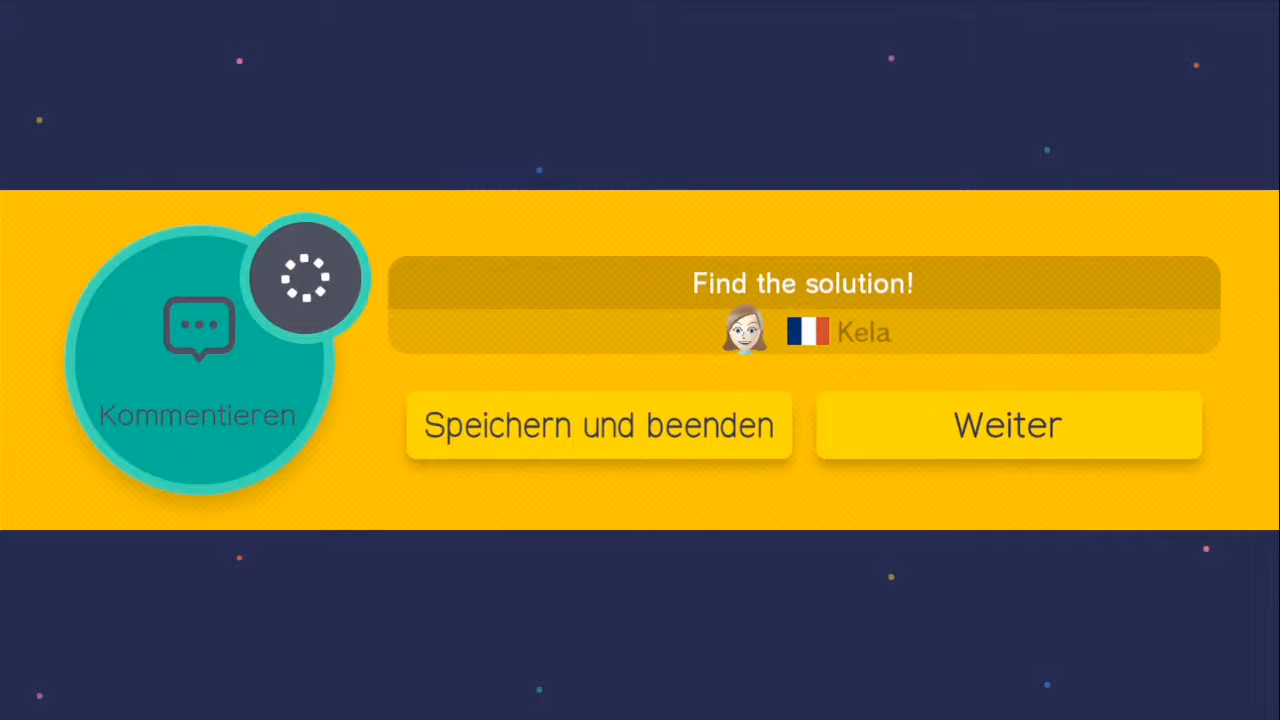 Find the solution!
Kela
Kommentieren
Speichern und beenden
Weiter